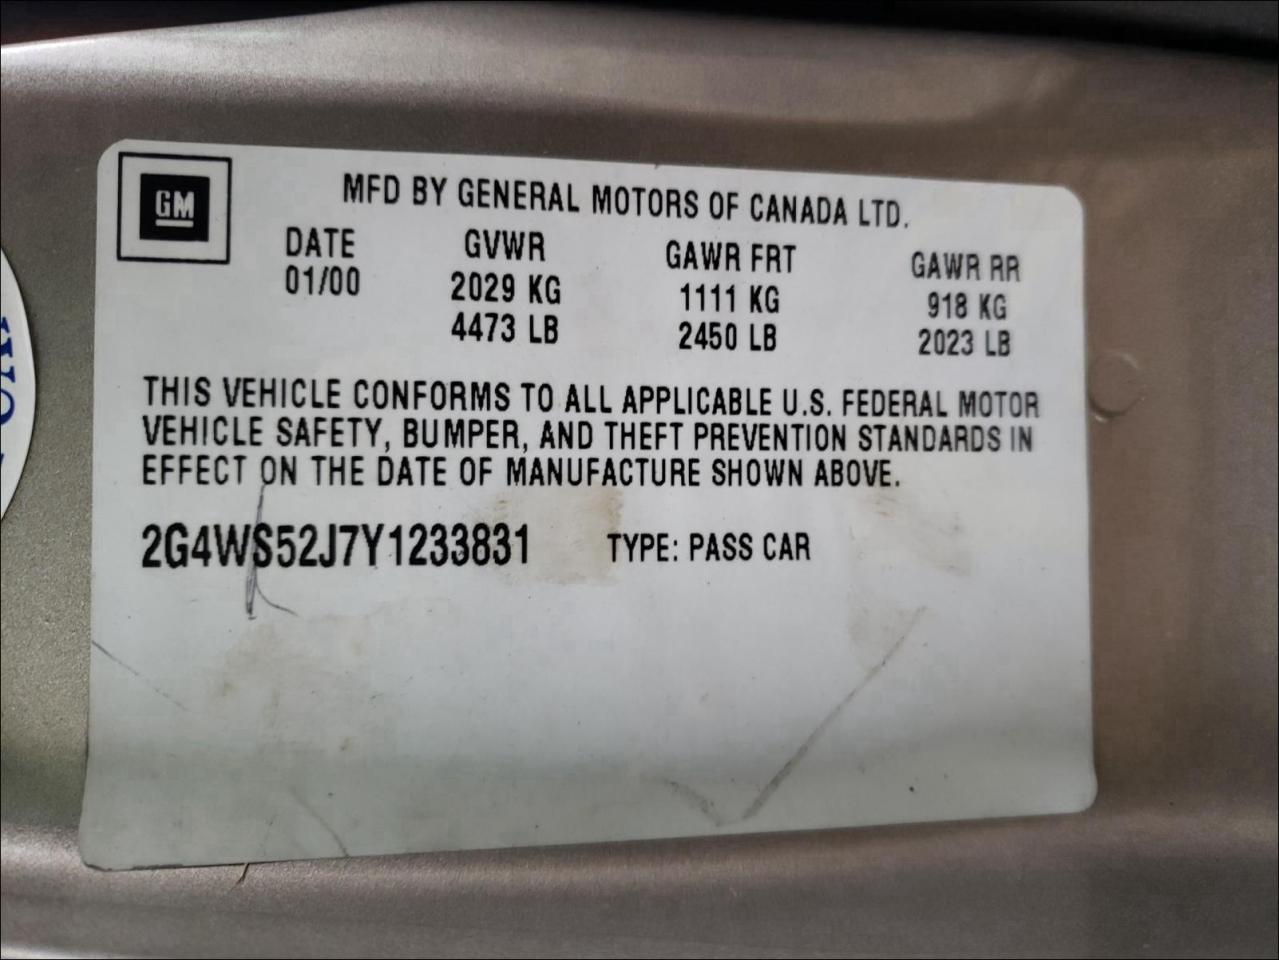 GM
MFD BY GENERAL MOTORS OF CANADA LTD.
DATE GVWR GAWR FRT GAWR RR
01/00 2029 KG 1111 KG 918 KG
4473 LB 2450 LB 2023 LB
THIS VEHICLE CONFORMS TO ALL APPLICABLE U.S. FEDERAL MOTOR
VEHICLE SAFETY, BUMPER, AND THEFT PREVENTION STANDARDS IN
EFFECT ON THE DATE OF MANUFACTURE SHOWN ABOVE.
2G4WS52J7Y1233831 TYPE: PASS CAR